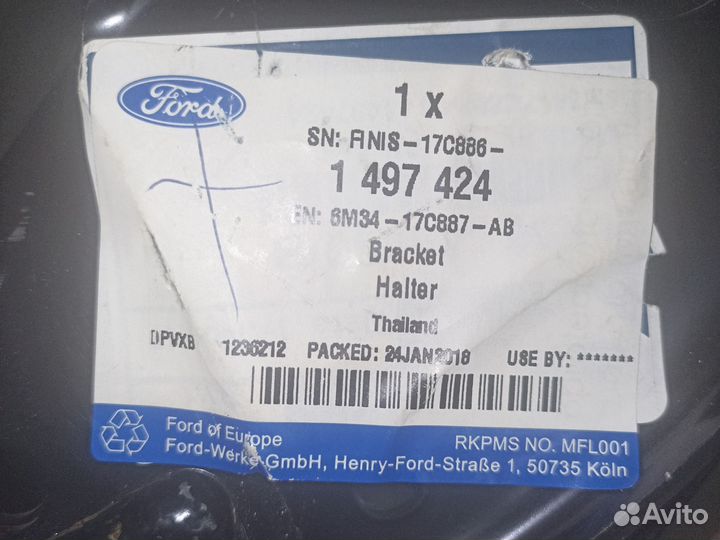 Ford
1 x
SN: FINIS-17C886-
1 497 424
EN: 6M34-17C887-AB
Bracket
Halter
Thailand
DPVXB 1236212 PACKED: 24JAN2018 USE BY: *******
Ford of Europe
Ford-Werke GmbH, Henry-Ford-Straße 1, 50735 Köln
RKPMS NO. MFL001
Avito